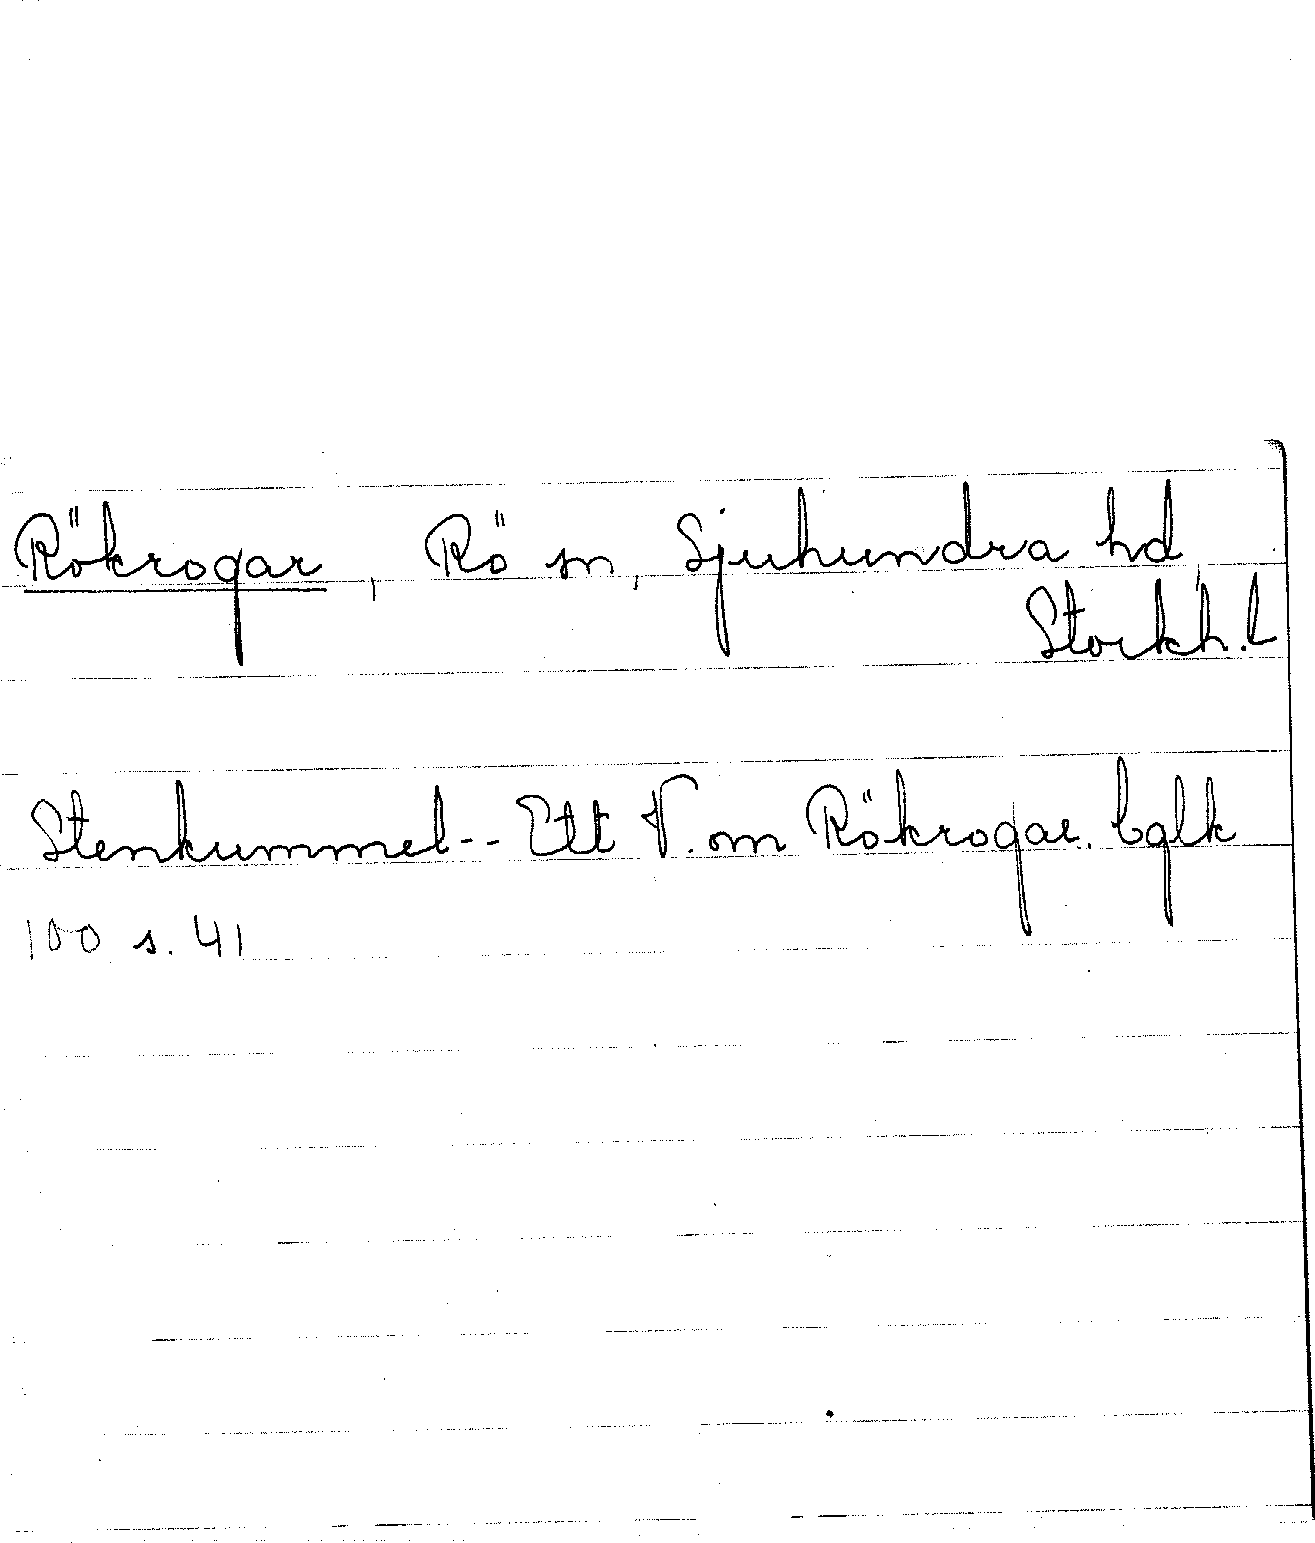 Rökrogar, Rö sn, Sjuhundra hd,
Stockh. l
Stenkummel-- Ett V. om Rökrogar. bglk
100 s. 41